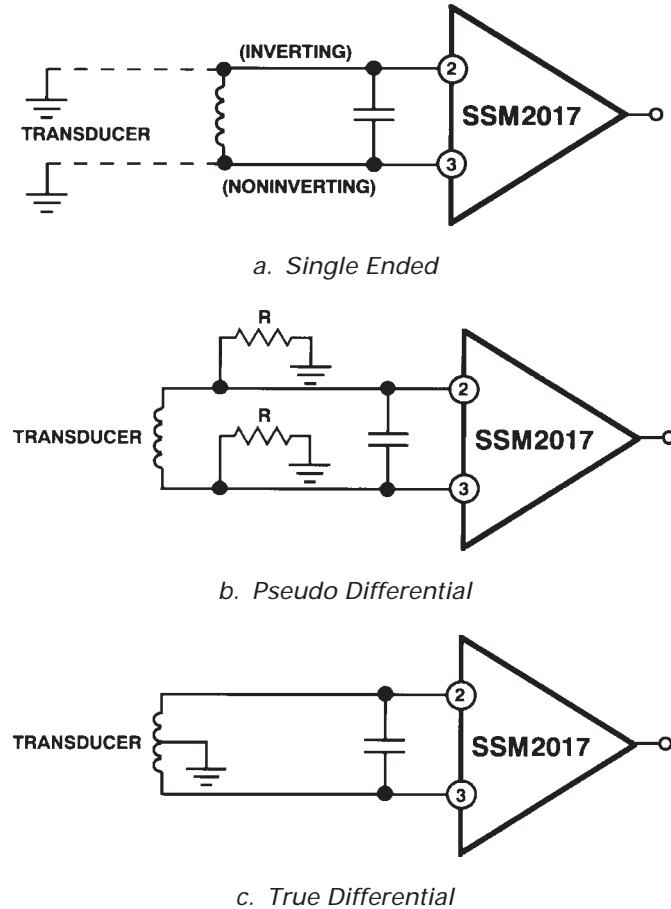 (INVERTING)
2
SSM2017
TRANSDUCER
3
(NONINVERTING)
a. Single Ended
R
2
R
TRANSDUCER
SSM2017
3
b. Pseudo Differential
2
TRANSDUCER
SSM2017
3
c. True Differential